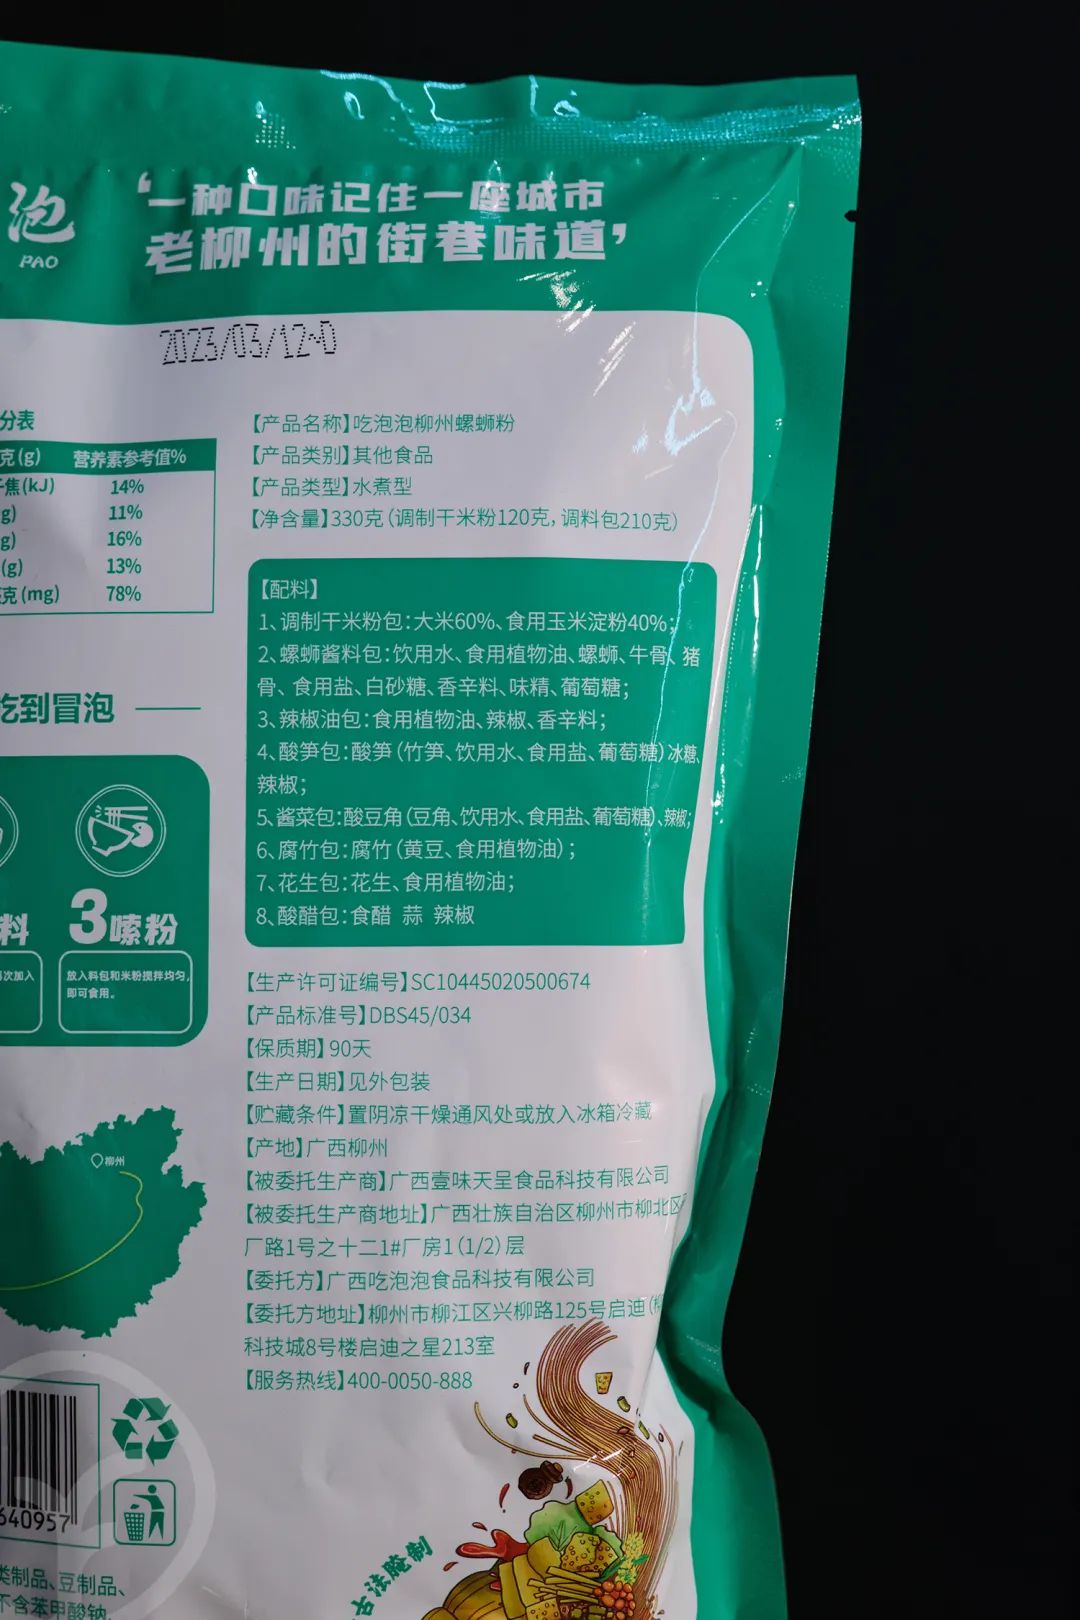 泡
PAO
‘一种口味记住一座城市
老柳州的街巷味道’
2023/03/12
分表
克(g) 营养素参考值%
焦(kJ) 14%
g) 11%
g) 16%
(g) 13%
克(mg) 78%
【产品名称】吃泡泡柳州螺蛳粉
【产品类别】其他食品
【产品类型】水煮型
【净含量】330克(调制干米粉120克,调料包210克)
【配料】
1、调制干米粉包:大米60%、食用玉米淀粉40%;
2、螺蛳酱料包:饮用水、食用植物油、螺蛳、牛骨、猪
骨、食用盐、白砂糖、香辛料、味精、葡萄糖;
3、辣椒油包:食用植物油、辣椒、香辛料;
4、酸笋包:酸笋(竹笋、饮用水、食用盐、葡萄糖)冰糖、
辣椒;
5、酱菜包:酸豆角(豆角、饮用水、食用盐、葡萄糖)、辣椒;
6、腐竹包:腐竹(黄豆、食用植物油);
7、花生包:花生、食用植物油;
8、酸醋包:食醋 蒜 辣椒
吃到冒泡
料
3嗦粉
次加入
放入料包和米粉搅拌均匀,
即可食用。
【生产许可证编号】SC10445020500674
【产品标准号】DBS45/034
【保质期】90天
【生产日期】见外包装
【贮藏条件】置阴凉干燥通风处或放入冰箱冷藏
【产地】广西柳州
【被委托生产商】广西壹味天呈食品科技有限公司
【被委托生产商地址】广西壮族自治区柳州市柳北区
厂路1号之十二1#厂房1(1/2)层
【委托方】广西吃泡泡食品科技有限公司
【委托方地址】柳州市柳江区兴柳路125号启迪(
科技城8号楼启迪之星213室
【服务热线】400-0050-888
柳州
640957
类制品、豆制品、
不含苯甲酸钠
古法腌制